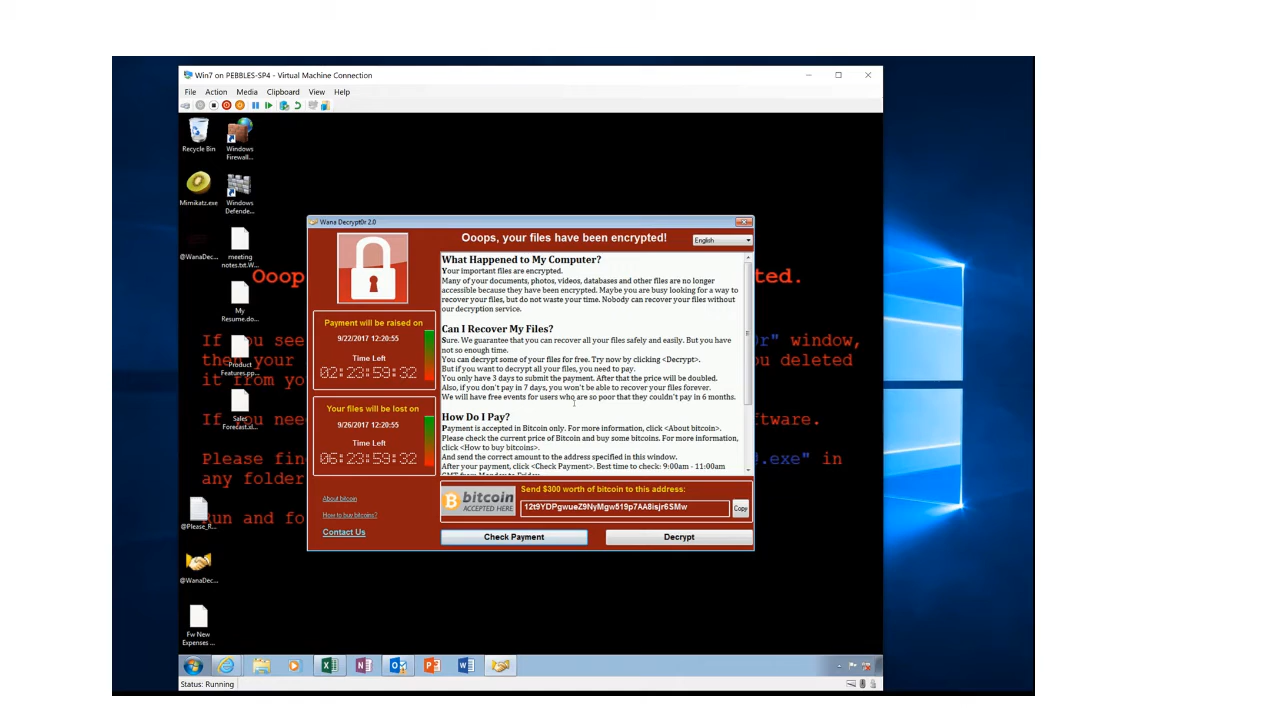 Win7 on PEBBLES-SP4 - Virtual Machine Connection
File Action Media Clipboard View Help
Recycle Bin
Windows Firewall...
Mimikatz.exe
Windows Defende...
@WanaDec...
meeting notes.txt.W...
My Resume.do...
Product Features.pp...
Sales Forecast.xl...
@Please_R...
@WanaDec...
Fw New Expenses ...
Ooop
ted.
If you see
0r" window,
then your
ou deleted
it from yo
If you nee
tware.
Please fin
!.exe" in
any folder
Run and fo
Wana Decrypt0r 2.0
Ooops, your files have been encrypted!
English
Payment will be raised on
9/22/2017 12:20:55
Time Left
02:23:59:32
Your files will be lost on
9/26/2017 12:20:55
Time Left
06:23:59:32
About bitcoin
How to buy bitcoins?
Contact Us
What Happened to My Computer?
Your important files are encrypted.
Many of your documents, photos, videos, databases and other files are no longer
accessible because they have been encrypted. Maybe you are busy looking for a way to
recover your files, but do not waste your time. Nobody can recover your files without
our decryption service.
Can I Recover My Files?
Sure. We guarantee that you can recover all your files safely and easily. But you have
not so enough time.
You can decrypt some of your files for free. Try now by clicking <Decrypt>.
But if you want to decrypt all your files, you need to pay.
You only have 3 days to submit the payment. After that the price will be doubled.
Also, if you don't pay in 7 days, you won't be able to recover your files forever.
We will have free events for users who are so poor that they couldn't pay in 6 months.
How Do I Pay?
Payment is accepted in Bitcoin only. For more information, click <About bitcoin>.
Please check the current price of Bitcoin and buy some bitcoins. For more information,
click <How to buy bitcoins>.
And send the correct amount to the address specified in this window.
After your payment, click <Check Payment>. Best time to check: 9:00am - 11:00am
GMT from Monday to Friday.
bitcoin
ACCEPTED HERE
Send $300 worth of bitcoin to this address:
12t9YDPgwueZ9NyMgw519p7AA8isjr6SMw
Copy
Check Payment
Decrypt
Status: Running